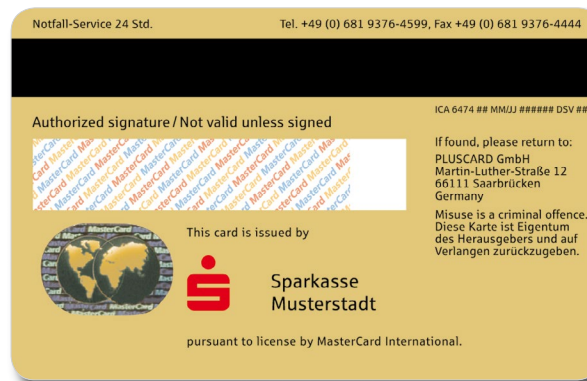 Notfall-Service 24 Std. Tel. +49 (0) 681 9376-4599, Fax +49 (0) 681 9376-4444
ICA 6474 ## MM/JJ ###### DSV ##
Authorized signature / Not valid unless signed
If found, please return to:
PLUSCARD GmbH
Martin-Luther-Straße 12
66111 Saarbrücken
Germany
Misuse is a criminal offence.
Diese Karte ist Eigentum
des Herausgebers und auf
Verlangen zurückzugeben.
MasterCard MasterCard MasterCard
This card is issued by
Sparkasse
Musterstadt
pursuant to license by MasterCard International.